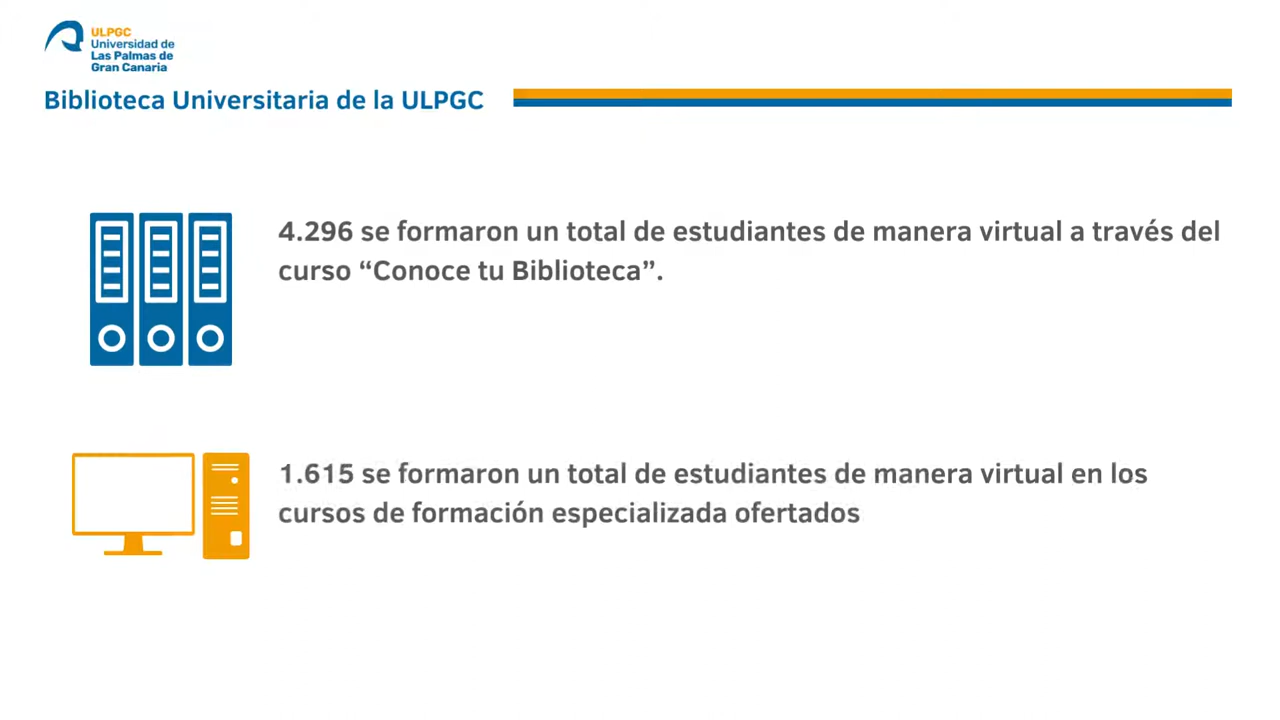 ULPGC
Universidad de
Las Palmas de
Gran Canaria
Biblioteca Universitaria de la ULPGC
4.296 se formaron un total de estudiantes de manera virtual a través del
curso “Conoce tu Biblioteca”.
1.615 se formaron un total de estudiantes de manera virtual en los
cursos de formación especializada ofertados